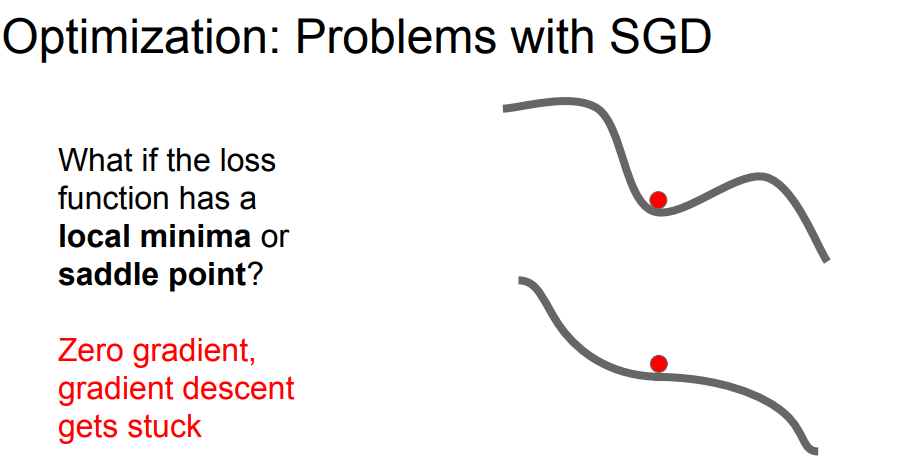 Optimization: Problems with SGD
What if the loss
function has a
local minima or
saddle point?
Zero gradient,
gradient descent
gets stuck